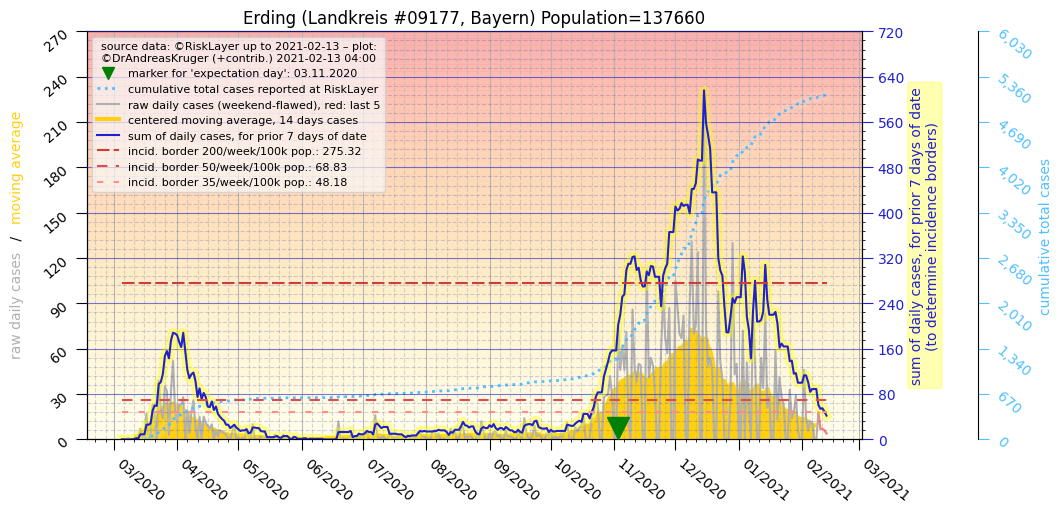 Erding (Landkreis #09177, Bayern) Population=137660
source data: ©RiskLayer up to 2021-02-13 – plot:
©DrAndreasKruger (+contrib.) 2021-02-13 04:00
marker for 'expectation day': 03.11.2020
cumulative total cases reported at RiskLayer
raw daily cases (weekend-flawed), red: last 5
centered moving average, 14 days cases
sum of daily cases, for prior 7 days of date
incid. border 200/week/100k pop.: 275.32
incid. border 50/week/100k pop.: 68.83
incid. border 35/week/100k pop.: 48.18
raw daily cases / moving average
270
240
210
180
150
120
90
60
30
0
720
640
560
480
400
320
240
160
80
0
sum of daily cases, for prior 7 days of date
(to determine incidence borders)
6,030
5,360
4,690
4,020
3,350
2,680
2,010
1,340
670
0
cumulative total cases
03/2020
04/2020
05/2020
06/2020
07/2020
08/2020
09/2020
10/2020
11/2020
12/2020
01/2021
02/2021
03/2021